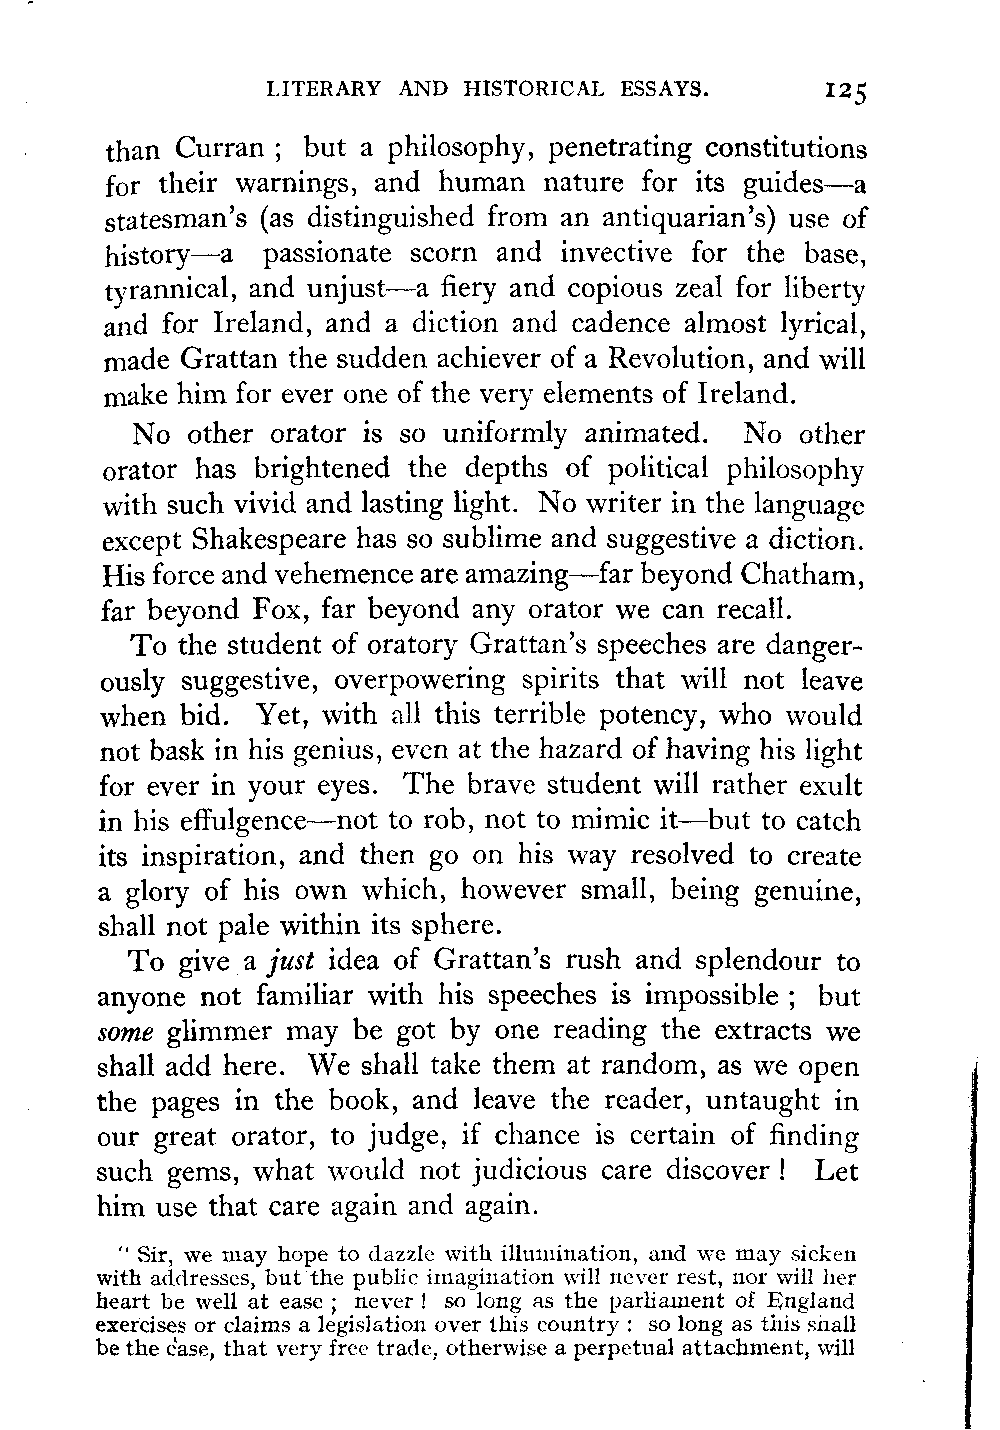 LITERARY AND HISTORICAL ESSAYS. 125
than Curran ; but a philosophy, penetrating constitutions
for their warnings, and human nature for its guides—a
statesman's (as distinguished from an antiquarian's) use of
history—a passionate scorn and invective for the base,
tyrannical, and unjust—a fiery and copious zeal for liberty
and for Ireland, and a diction and cadence almost lyrical,
made Grattan the sudden achiever of a Revolution, and will
make him for ever one of the very elements of Ireland.
No other orator is so uniformly animated. No other
orator has brightened the depths of political philosophy
with such vivid and lasting light. No writer in the language
except Shakespeare has so sublime and suggestive a diction.
His force and vehemence are amazing—far beyond Chatham,
far beyond Fox, far beyond any orator we can recall.
To the student of oratory Grattan's speeches are danger-
ously suggestive, overpowering spirits that will not leave
when bid. Yet, with all this terrible potency, who would
not bask in his genius, even at the hazard of having his light
for ever in your eyes. The brave student will rather exult
in his effulgence—not to rob, not to mimic it—but to catch
its inspiration, and then go on his way resolved to create
a glory of his own which, however small, being genuine,
shall not pale within its sphere.
To give a just idea of Grattan's rush and splendour to
anyone not familiar with his speeches is impossible ; but
some glimmer may be got by one reading the extracts we
shall add here. We shall take them at random, as we open
the pages in the book, and leave the reader, untaught in
our great orator, to judge, if chance is certain of finding
such gems, what would not judicious care discover ! Let
him use that care again and again.
" Sir, we may hope to dazzle with illumination, and we may sicken
with addresses, but the public imagination will never rest, nor will her
heart be well at ease ; never ! so long as the parliament of England
exercises or claims a legislation over this country : so long as this shall
be the case, that very free trade, otherwise a perpetual attachment, will